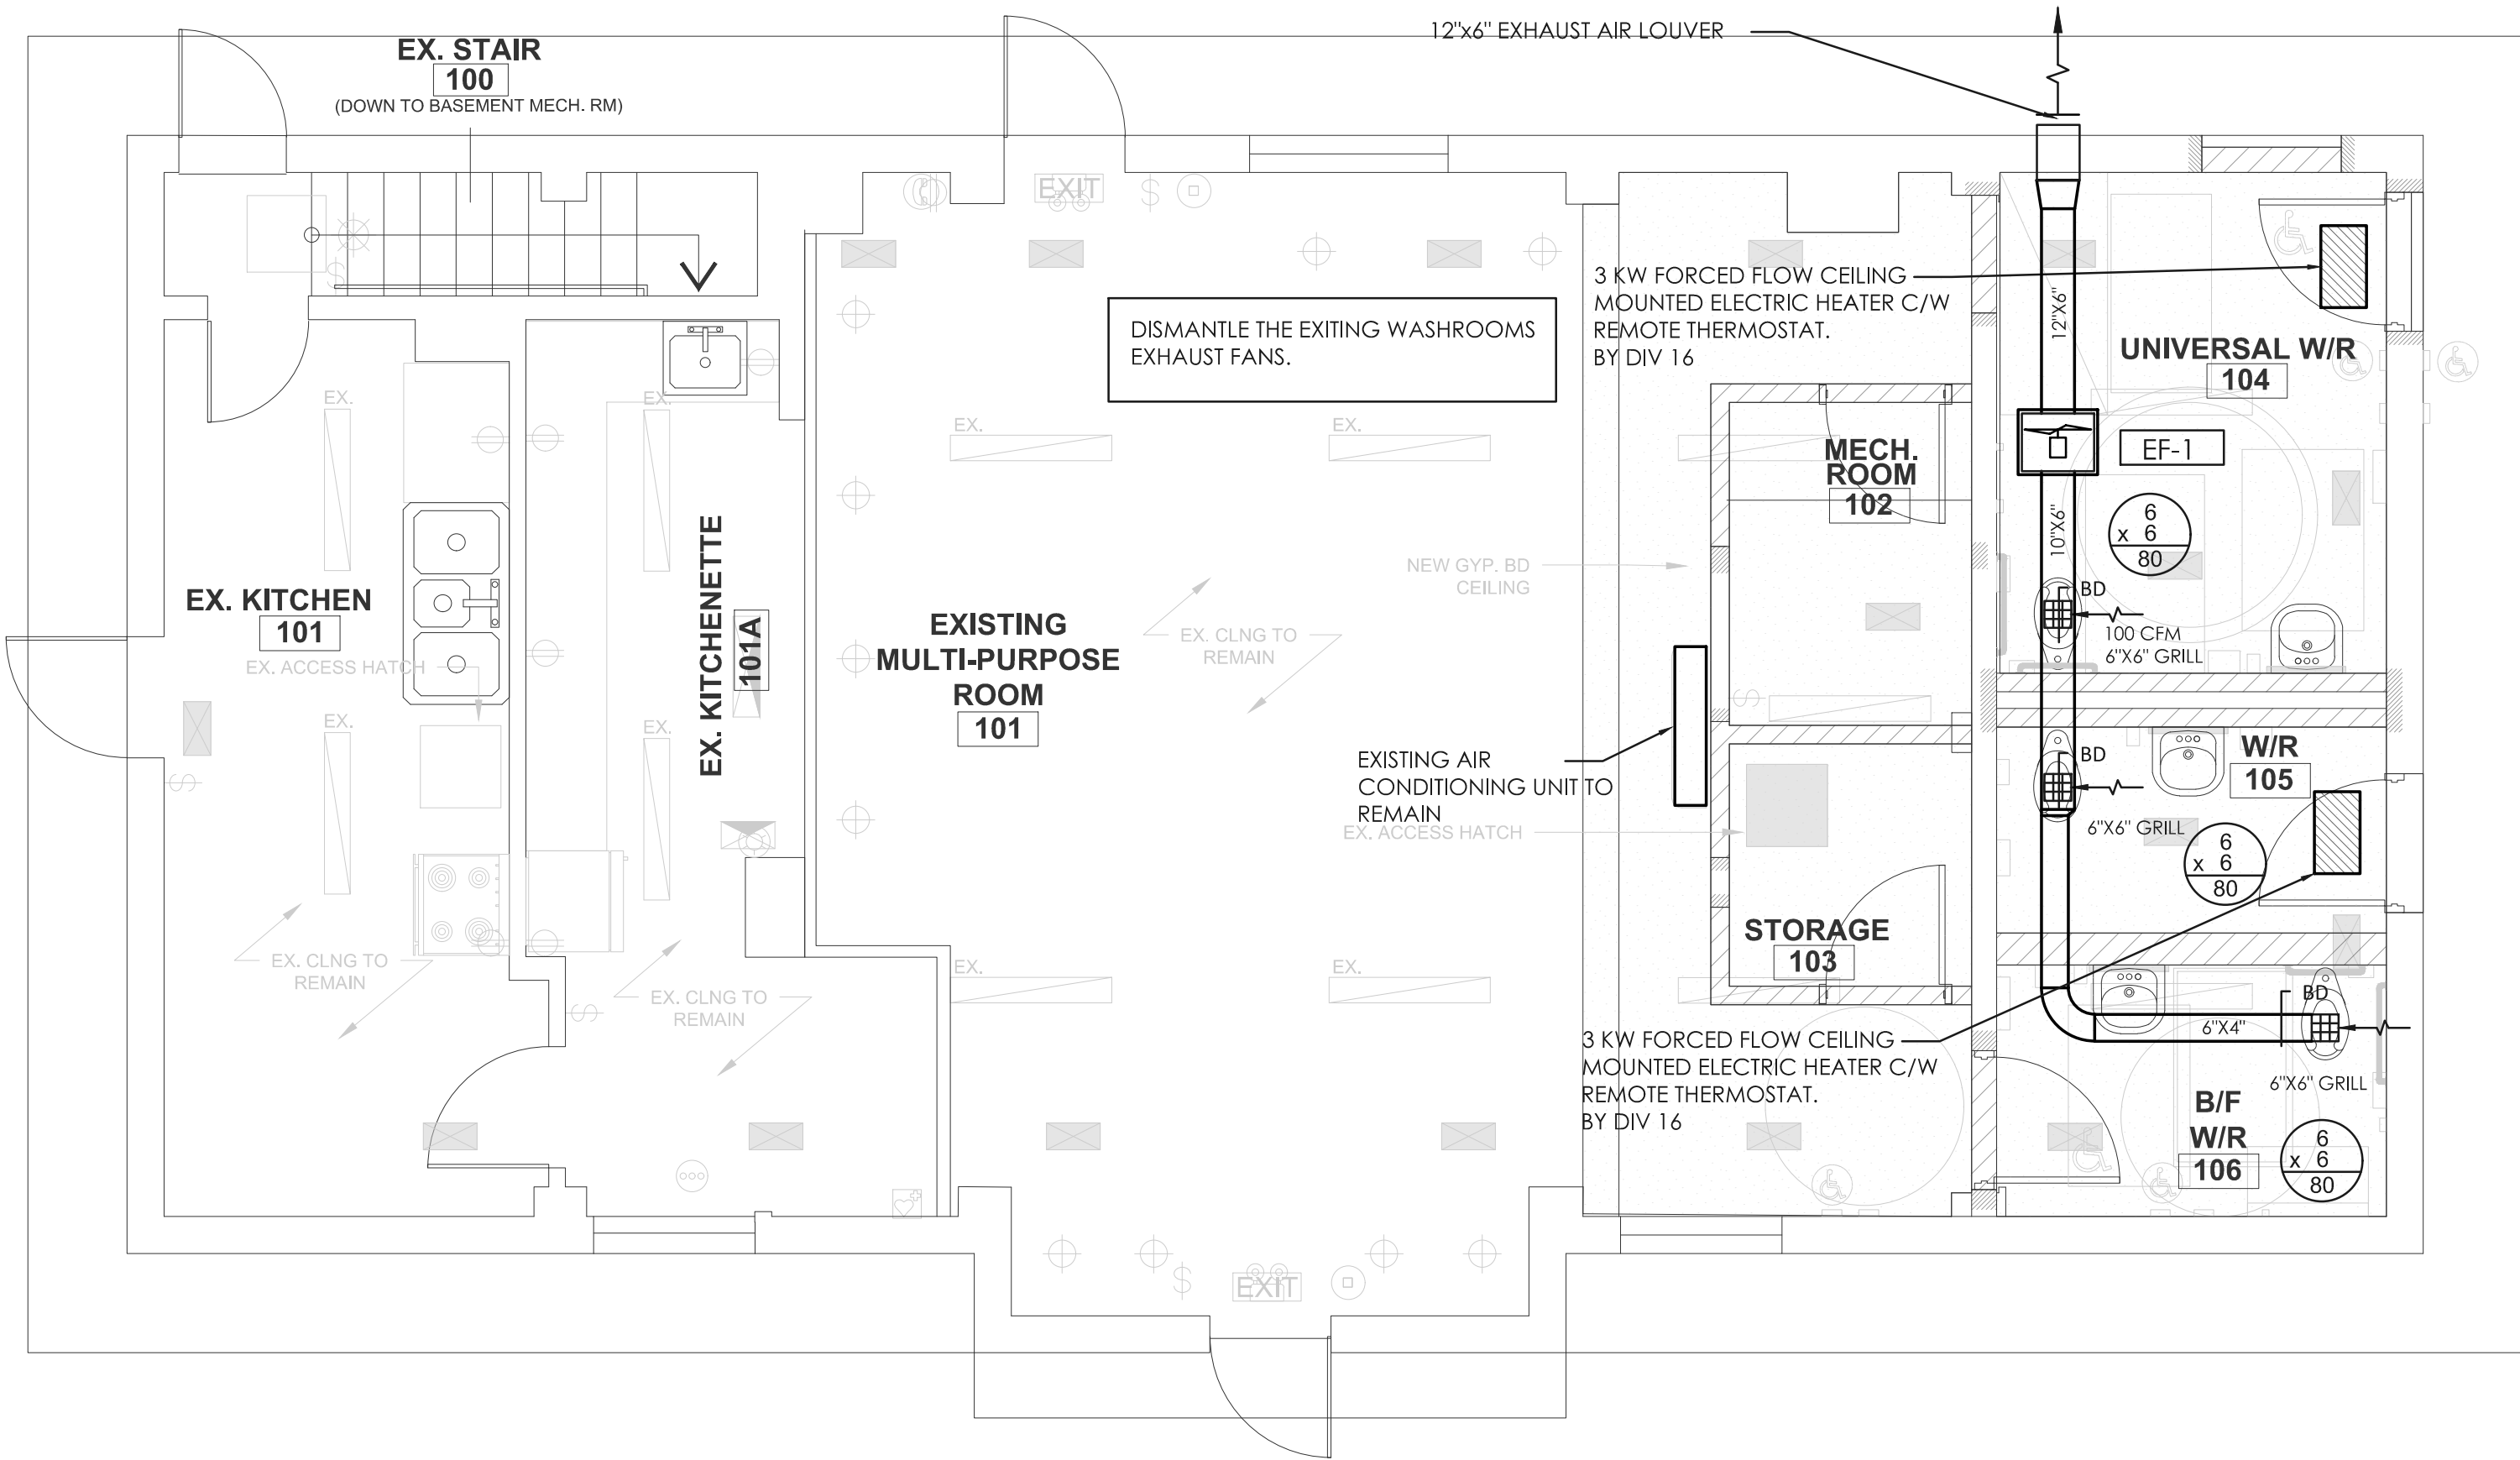 12"x6" EXHAUST AIR LOUVER
EX. STAIR
100
(DOWN TO BASEMENT MECH. RM)
EXIT
$
$
3 KW FORCED FLOW CEILING
MOUNTED ELECTRIC HEATER C/W
REMOTE THERMOSTAT.
BY DIV 16
12"X6"
DISMANTLE THE EXITING WASHROOMS
EXHAUST FANS.
UNIVERSAL W/R
104
EX.
EX.
EX.
EX.
MECH.
ROOM
102
EF-1
10"X6"
6
x 6
80
NEW GYP. BD
CEILING
BD
100 CFM
6"X6" GRILL
EX. KITCHEN
101
EX. ACCESS HATCH
EX. KITCHENETTE
101A
EXISTING
MULTI-PURPOSE
ROOM
101
EX. CLNG TO
REMAIN
$
EX.
EX.
$
EXISTING AIR
CONDITIONING UNIT TO
REMAIN
EX. ACCESS HATCH
BD
W/R
105
6"X6" GRILL
6
x 6
80
STORAGE
103
EX. CLNG TO
REMAIN
EX.
EX.
EX. CLNG TO
REMAIN
$
BD
6"X4"
3 KW FORCED FLOW CEILING
MOUNTED ELECTRIC HEATER C/W
REMOTE THERMOSTAT.
BY DIV 16
6"X6" GRILL
B/F
W/R
106
6
x 6
80
$
EXIT